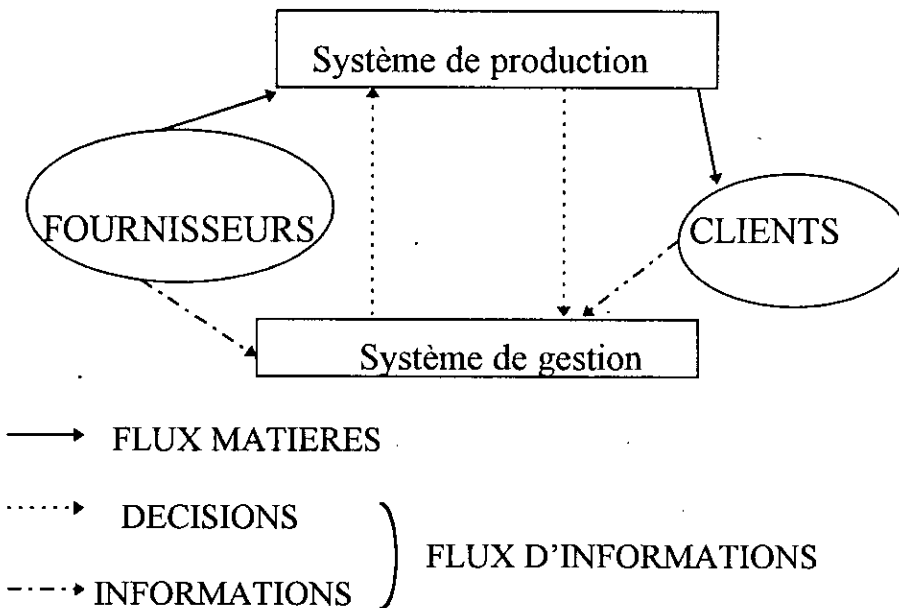 Système de production
FOURNISSEURS
CLIENTS
Système de gestion
FLUX MATIERES
DECISIONS
FLUX D'INFORMATIONS
INFORMATIONS